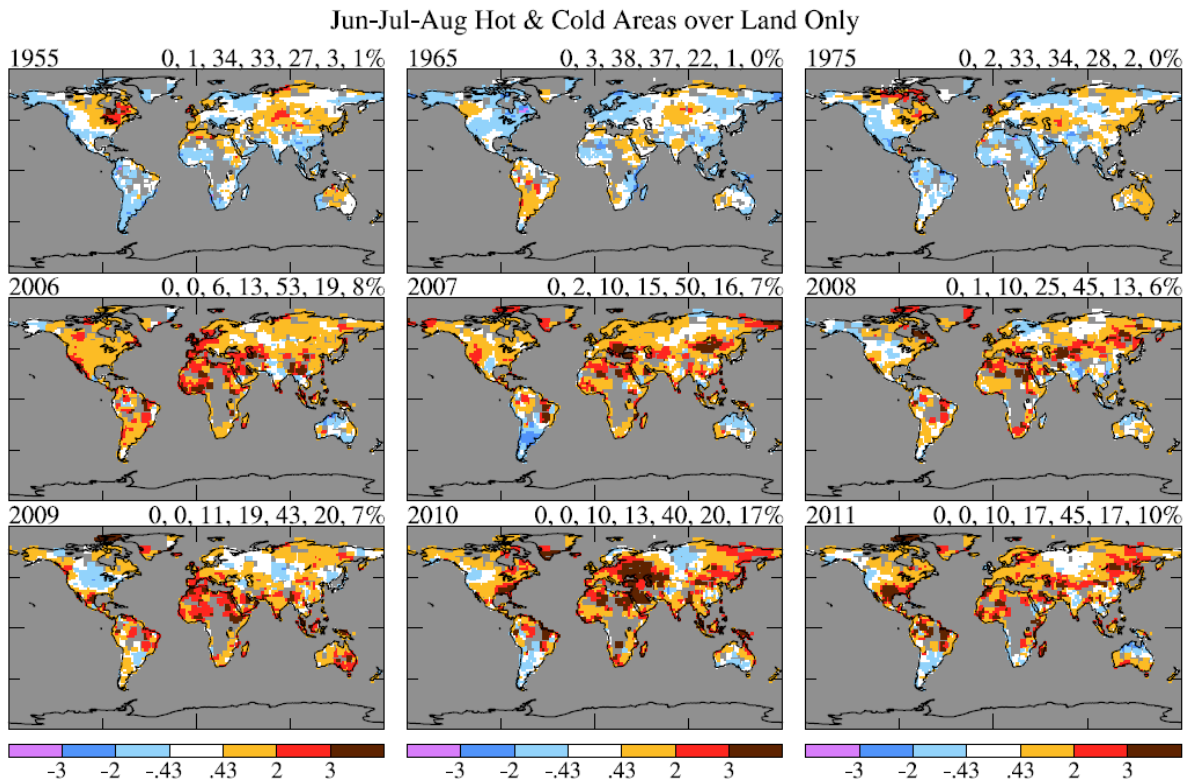 Jun-Jul-Aug Hot & Cold Areas over Land Only
1955 0, 1, 34, 33, 27, 3, 1%
1965 0, 3, 38, 37, 22, 1, 0%
1975 0, 2, 33, 34, 28, 2, 0%
2006 0, 0, 6, 13, 53, 19, 8%
2007 0, 2, 10, 15, 50, 16, 7%
2008 0, 1, 10, 25, 45, 13, 6%
2009 0, 0, 11, 19, 43, 20, 7%
2010 0, 0, 10, 13, 40, 20, 17%
2011 0, 0, 10, 17, 45, 17, 10%
-3 -2 -.43 .43 2 3
-3 -2 -.43 .43 2 3
-3 -2 -.43 .43 2 3